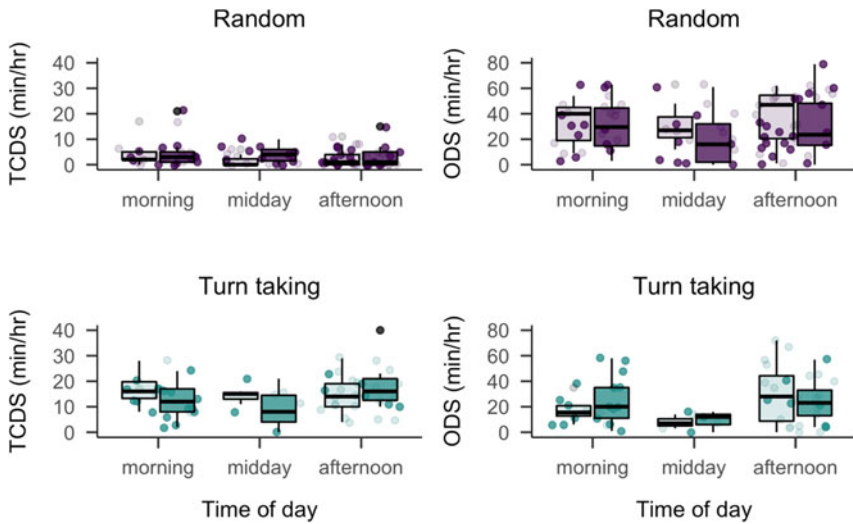 Random
TCDS (min/hr)
40
30
20
10
0
morning midday afternoon
Random
ODS (min/hr)
80
60
40
20
0
morning midday afternoon
Turn taking
TCDS (min/hr)
40
30
20
10
0
morning midday afternoon
Time of day
Turn taking
ODS (min/hr)
80
60
40
20
0
morning midday afternoon
Time of day